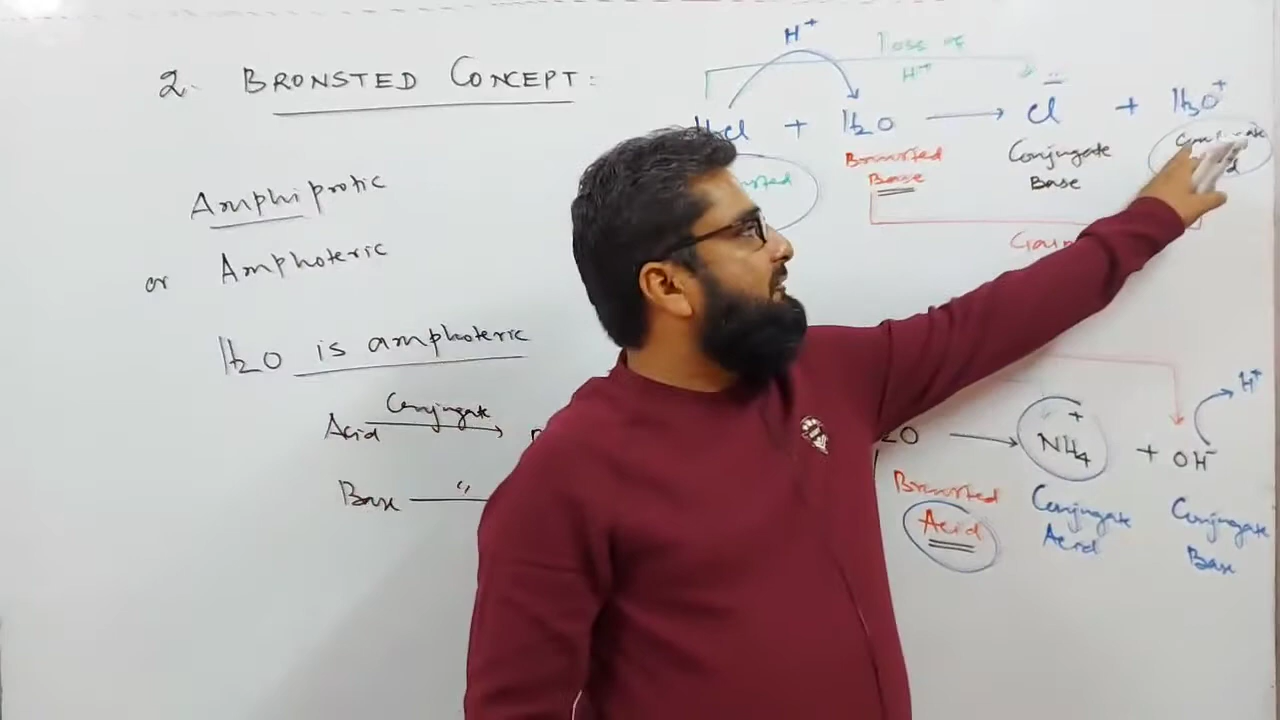 2. BRONSTED CONCEPT:
Amphiprotic
or Amphoteric
H2O is amphoteric
Acid Conjugate
Base "
H+
loss of
H+
HCl + H2O → Cl⁻ + H3O+
Bronsted
Base
Conjugate
Base
NH4+ + OH⁻
H+
Bronsted
Acid
Conjugate
Acid
Conjugate
Base